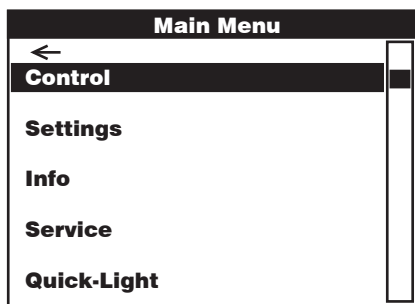 Main Menu
←
Control
Settings
Info
Service
Quick-Light